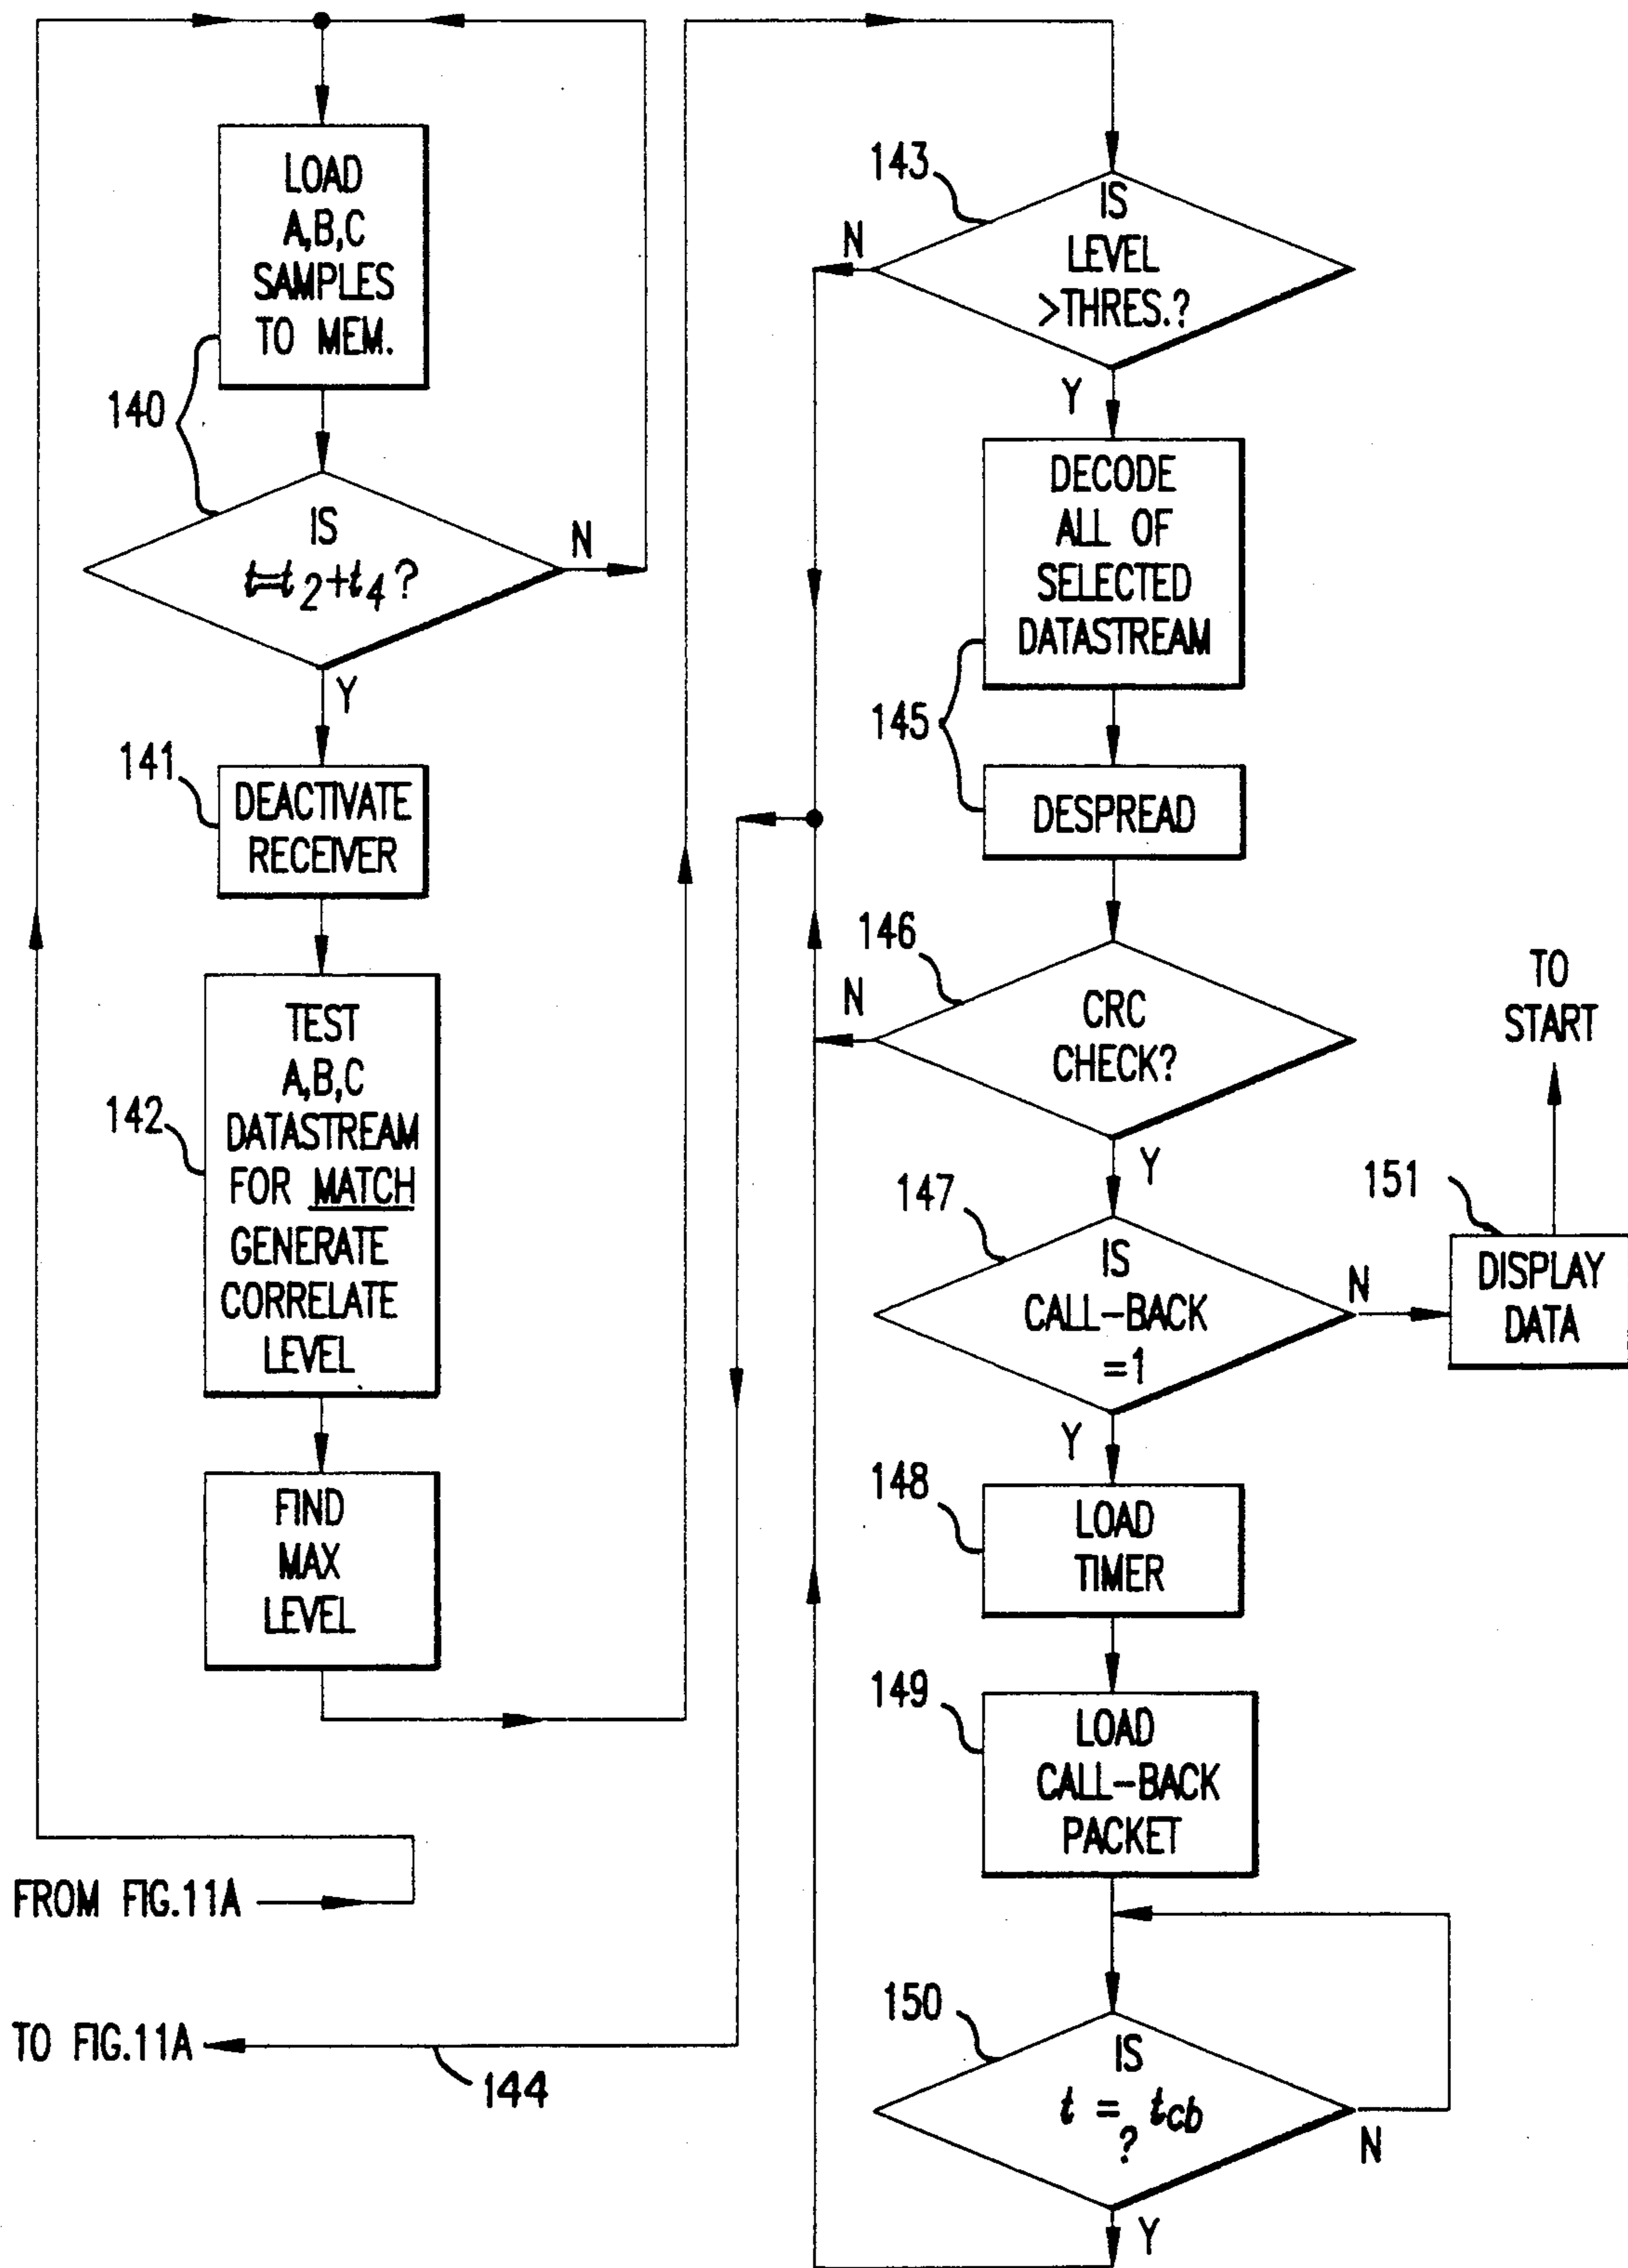 LOAD
A,B,C
SAMPLES
TO MEM.
140
IS
t=t2+t4?
N
Y
141
DEACTIVATE
RECEIVER
142
TEST
A,B,C
DATASTREAM
FOR MATCH
GENERATE
CORRELATE
LEVEL
FIND
MAX
LEVEL
FROM FIG.11A
TO FIG.11A
144
143
IS
LEVEL
>THRES.?
N
Y
DECODE
ALL OF
SELECTED
DATASTREAM
145
DESPREAD
146
CRC
CHECK?
N
Y
147
IS
CALL-BACK
=1
N
Y
151
DISPLAY
DATA
TO
START
148
LOAD
TIMER
149
LOAD
CALL-BACK
PACKET
150
IS
t = tcb
?
N
Y